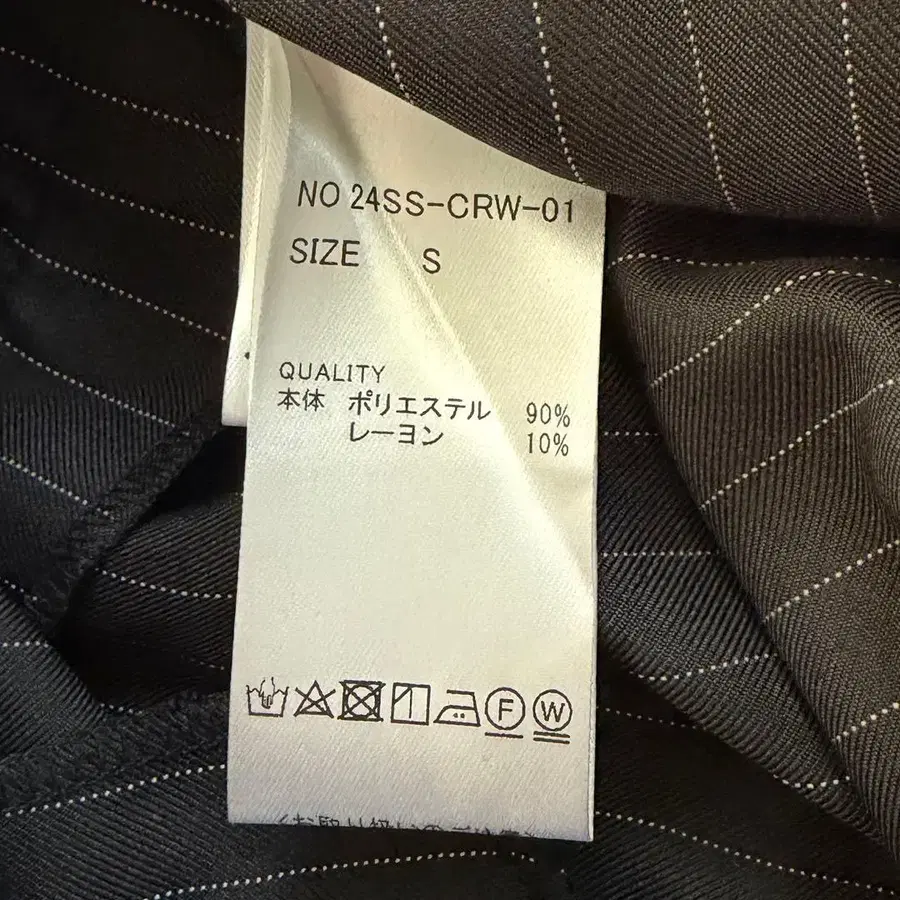 NO 24SS-CRW-01
SIZE S
QUALITY
本体 ポリエステル 90%
レーヨン 10%
F W